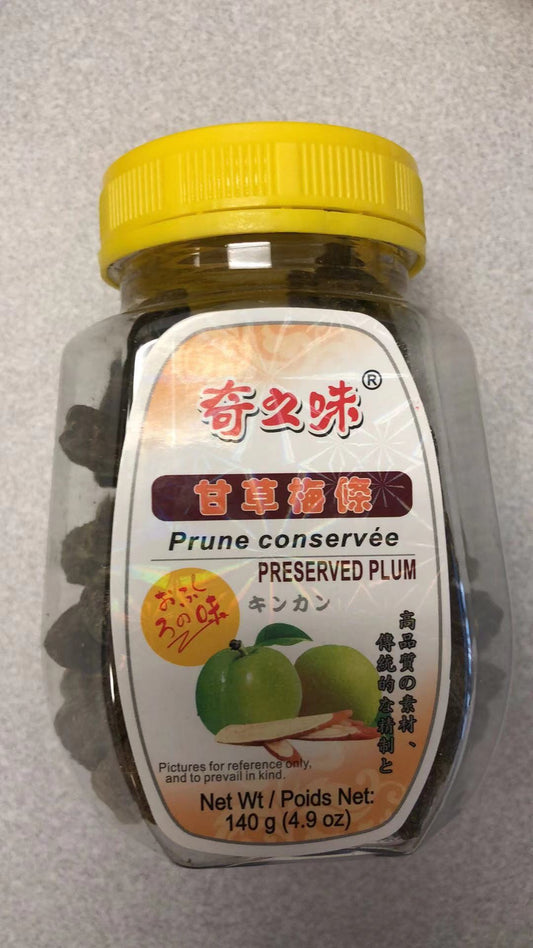 奇之味®
甘草梅條
Prune conservée
PRESERVED PLUM
おふくろの味
キンカン
高品質の素材、
傳統的な精制と
Pictures for reference only,
and to prevail in kind.
Net Wt / Poids Net:
140 g (4.9 oz)